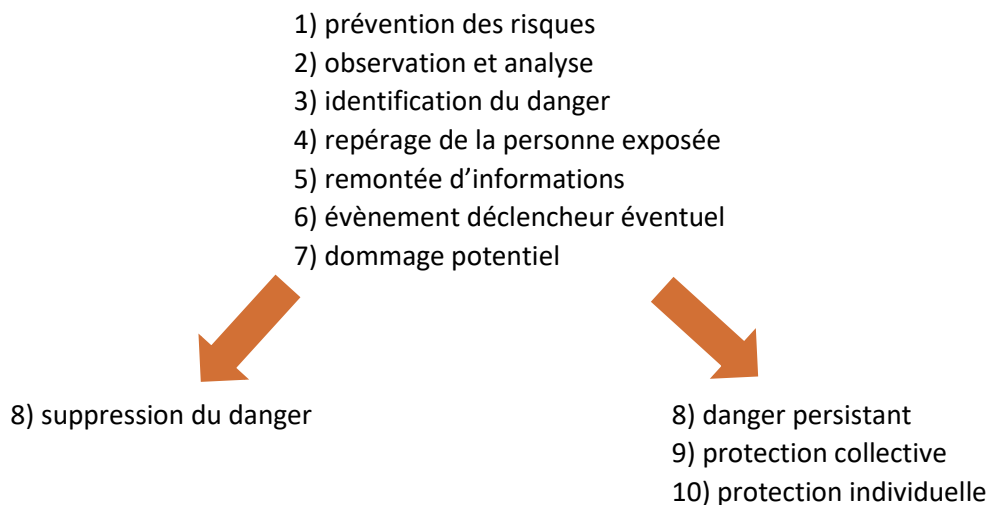 1) prévention des risques
2) observation et analyse
3) identification du danger
4) repérage de la personne exposée
5) remontée d’informations
6) évènement déclencheur éventuel
7) dommage potentiel
8) suppression du danger
8) danger persistant
9) protection collective
10) protection individuelle